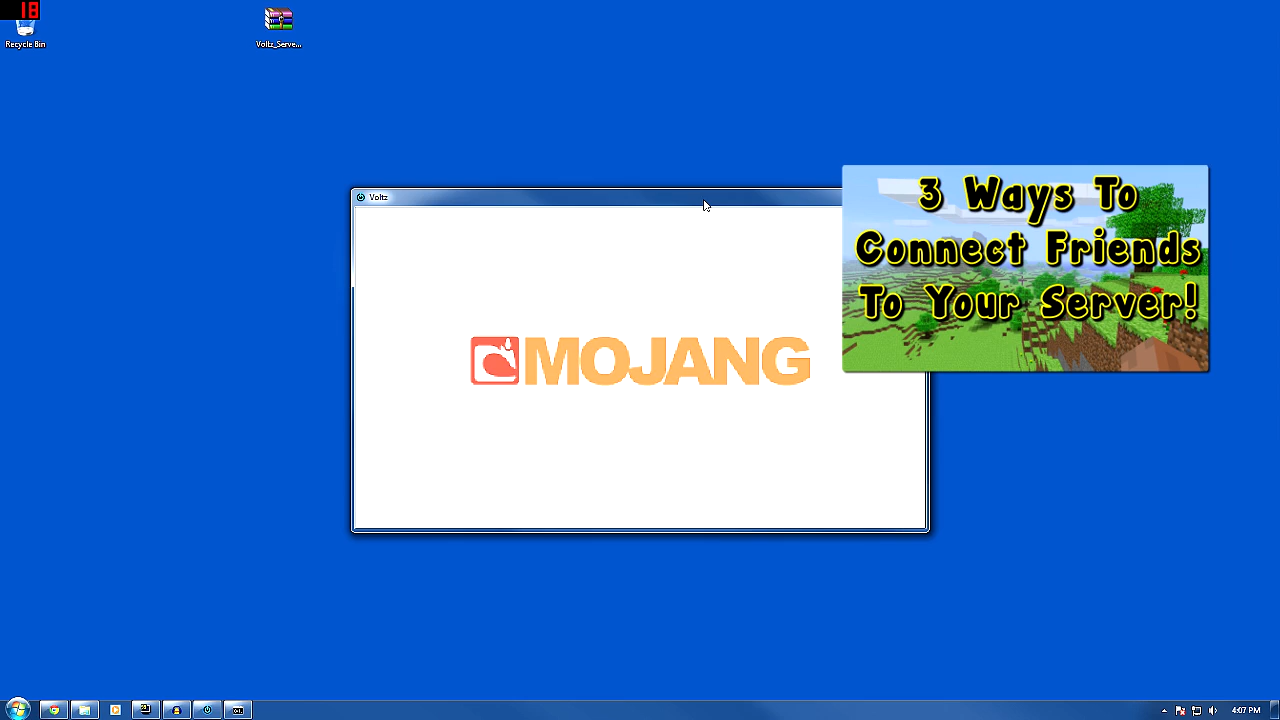 18
Recycle Bin
Voltz_Serve...
Voltz
MOJANG
3 Ways To
Connect Friends
To Your Server!
4:07 PM